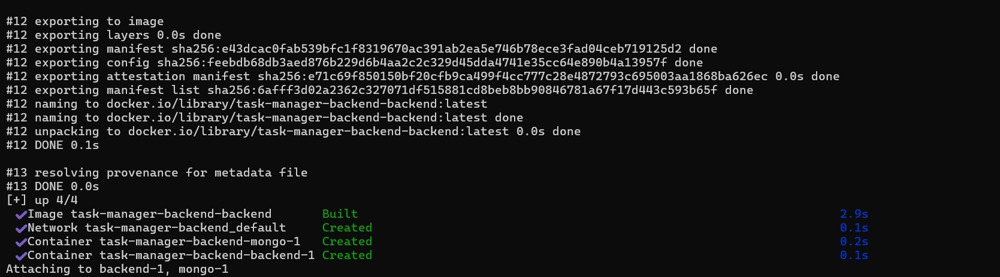 #12 exporting to image
#12 exporting layers 0.0s done
#12 exporting manifest sha256:e43dcac0fab539bfc1f8319670ac391ab2ea5e746b78ece3fad04ceb719125d2 done
#12 exporting config sha256:feebdb68db3aed876b229d6b4aa2c2c329d45dda4741e35cc64e890b4a13957f done
#12 exporting attestation manifest sha256:e71c69f850150bf20cfb9ca499f4cc777c28e4872793c695003aa1868ba626ec 0.0s done
#12 exporting manifest list sha256:6afff3d02a2362c327071df515881cd8beb8bb90846781a67f17d443c593b65f done
#12 naming to docker.io/library/task-manager-backend-backend:latest
#12 naming to docker.io/library/task-manager-backend-backend:latest done
#12 unpacking to docker.io/library/task-manager-backend-backend:latest 0.0s done
#12 DONE 0.1s
#13 resolving provenance for metadata file
#13 DONE 0.0s
[+] up 4/4
✔Image task-manager-backend-backend Built 2.9s
✔Network task-manager-backend_default Created 0.1s
✔Container task-manager-backend-mongo-1 Created 0.2s
✔Container task-manager-backend-backend-1 Created 0.1s
Attaching to backend-1, mongo-1